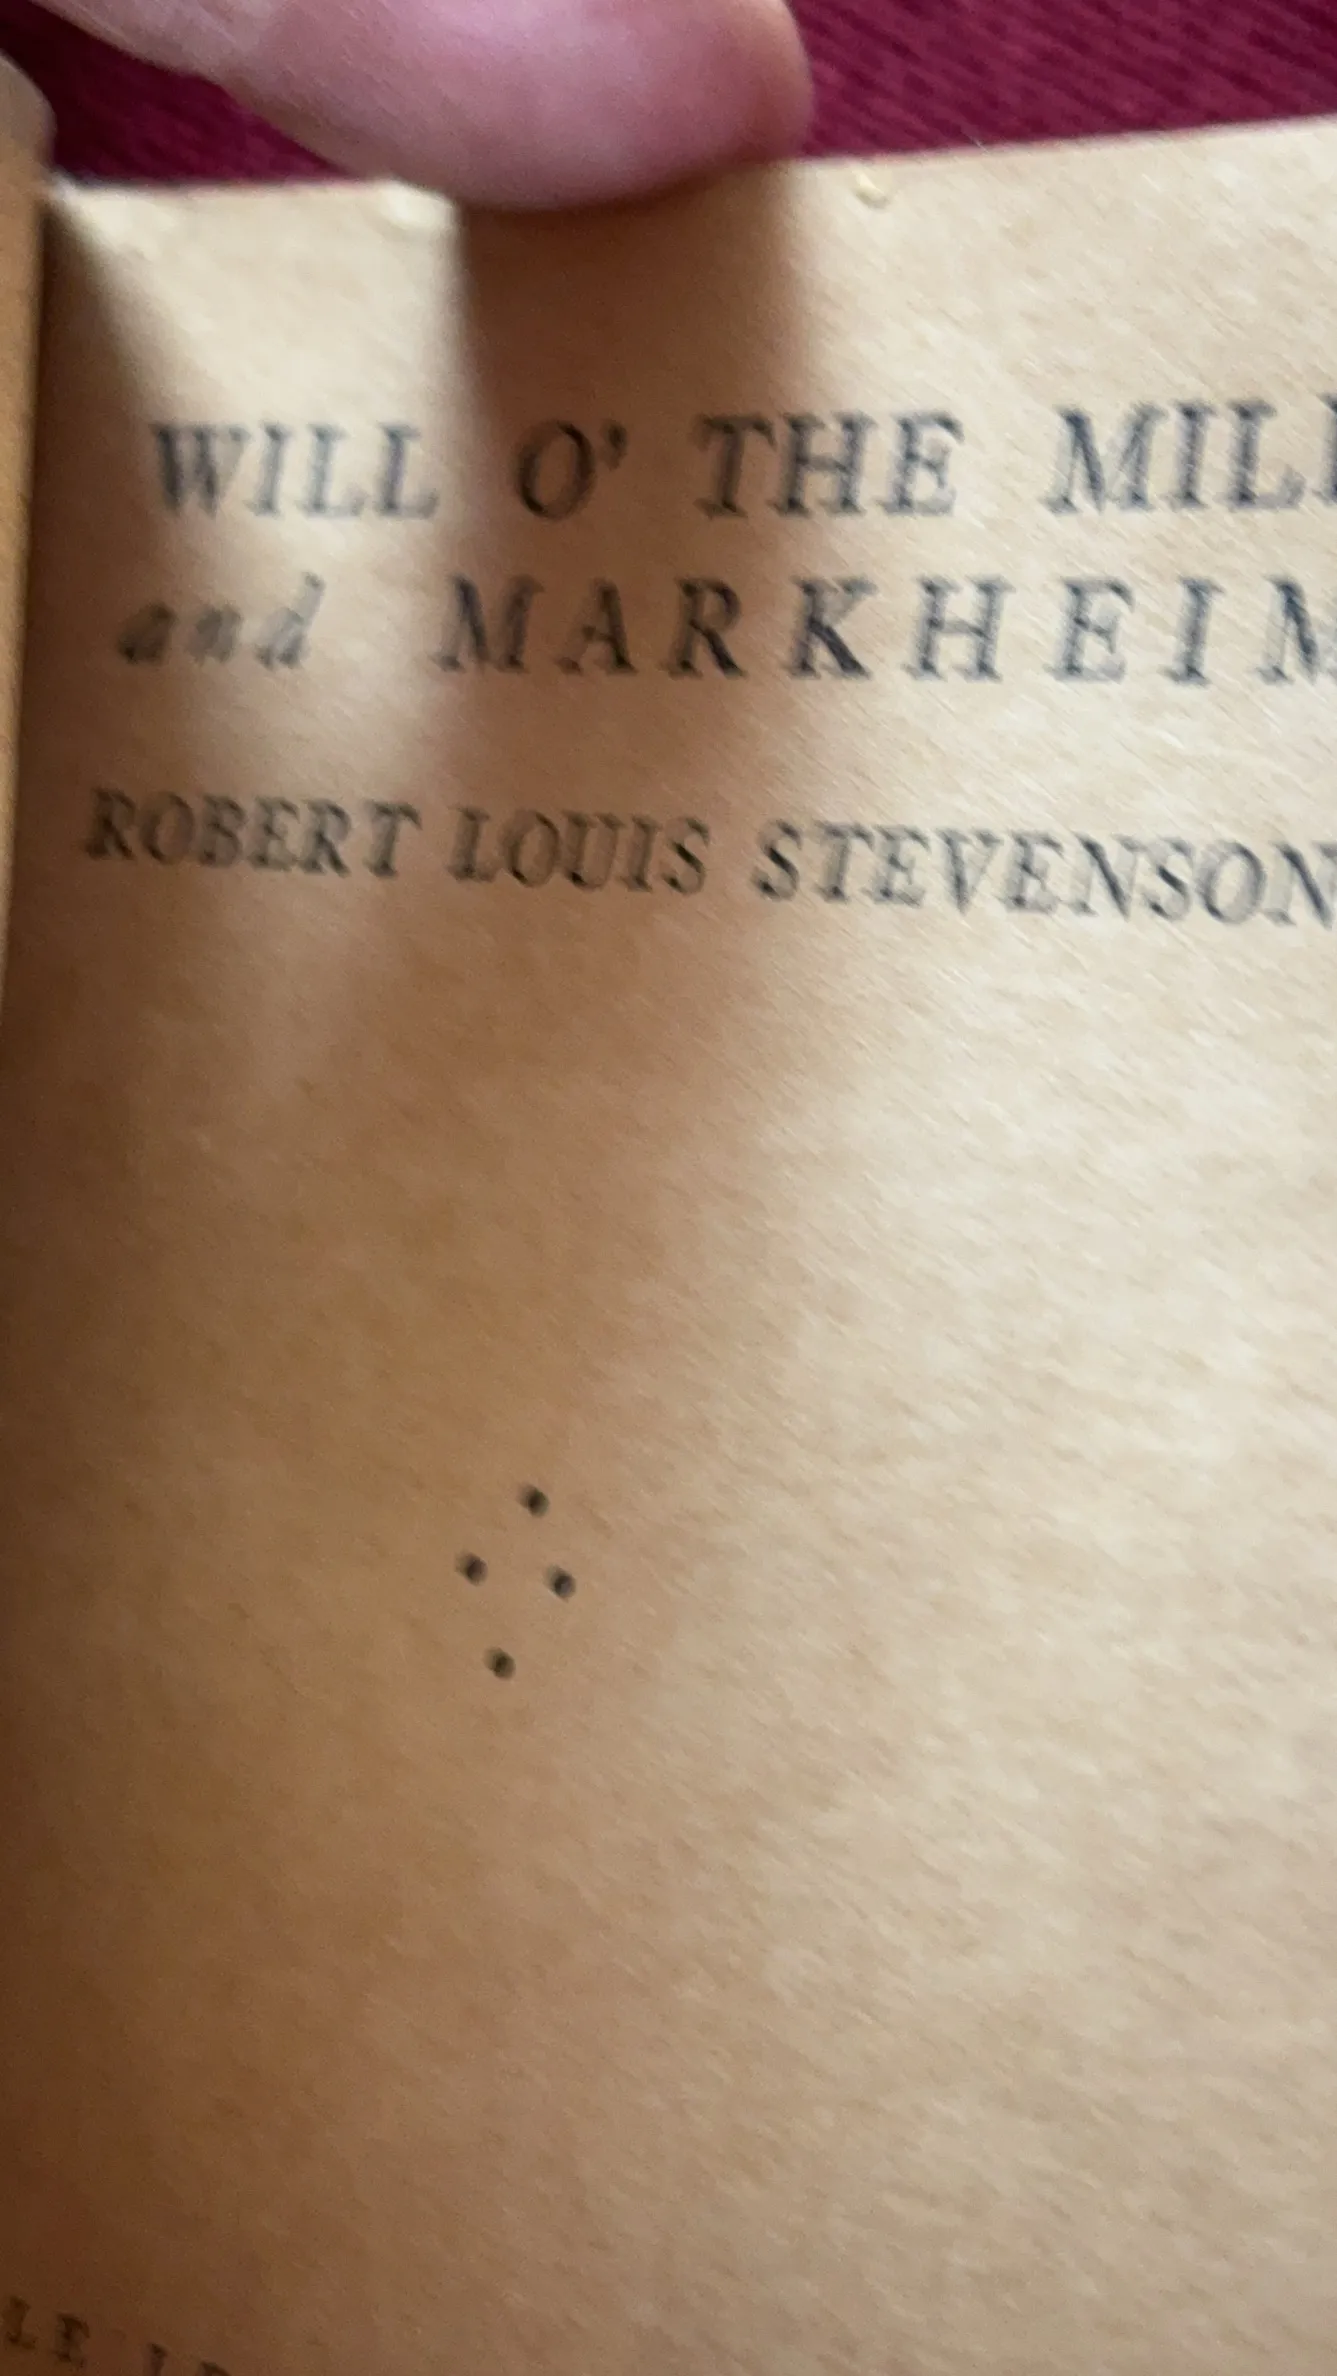 WILL O' THE MILL
and MARKHEIM
ROBERT LOUIS STEVENSON